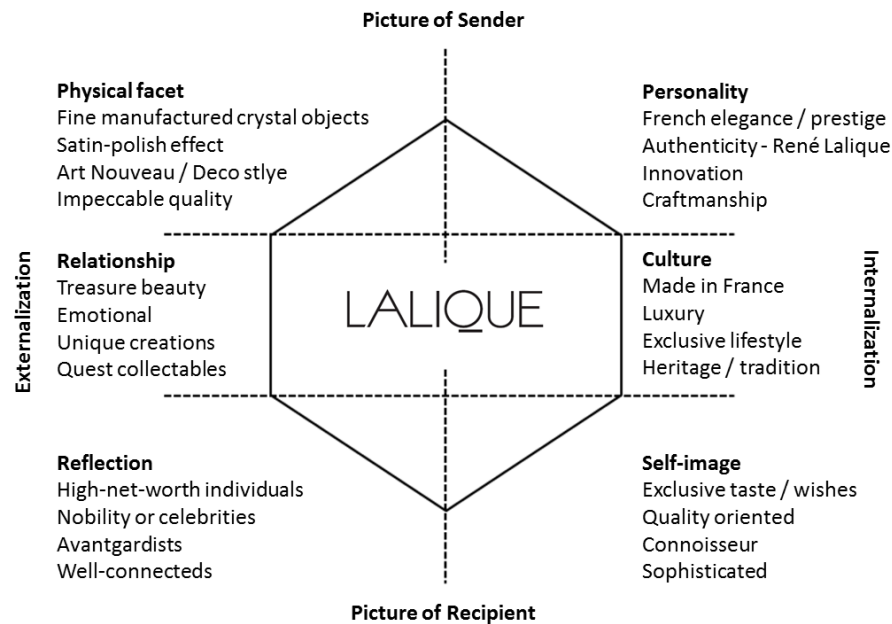 Picture of Sender
Physical facet
Fine manufactured crystal objects
Satin-polish effect
Art Nouveau / Deco stlye
Impeccable quality
Personality
French elegance / prestige
Authenticity - René Lalique
Innovation
Craftmanship
Externalization
Relationship
Treasure beauty
Emotional
Unique creations
Quest collectables
LALIQUE
Culture
Made in France
Luxury
Exclusive lifestyle
Heritage / tradition
Internalization
Reflection
High-net-worth individuals
Nobility or celebrities
Avantgardists
Well-connecteds
Self-image
Exclusive taste / wishes
Quality oriented
Connoisseur
Sophisticated
Picture of Recipient